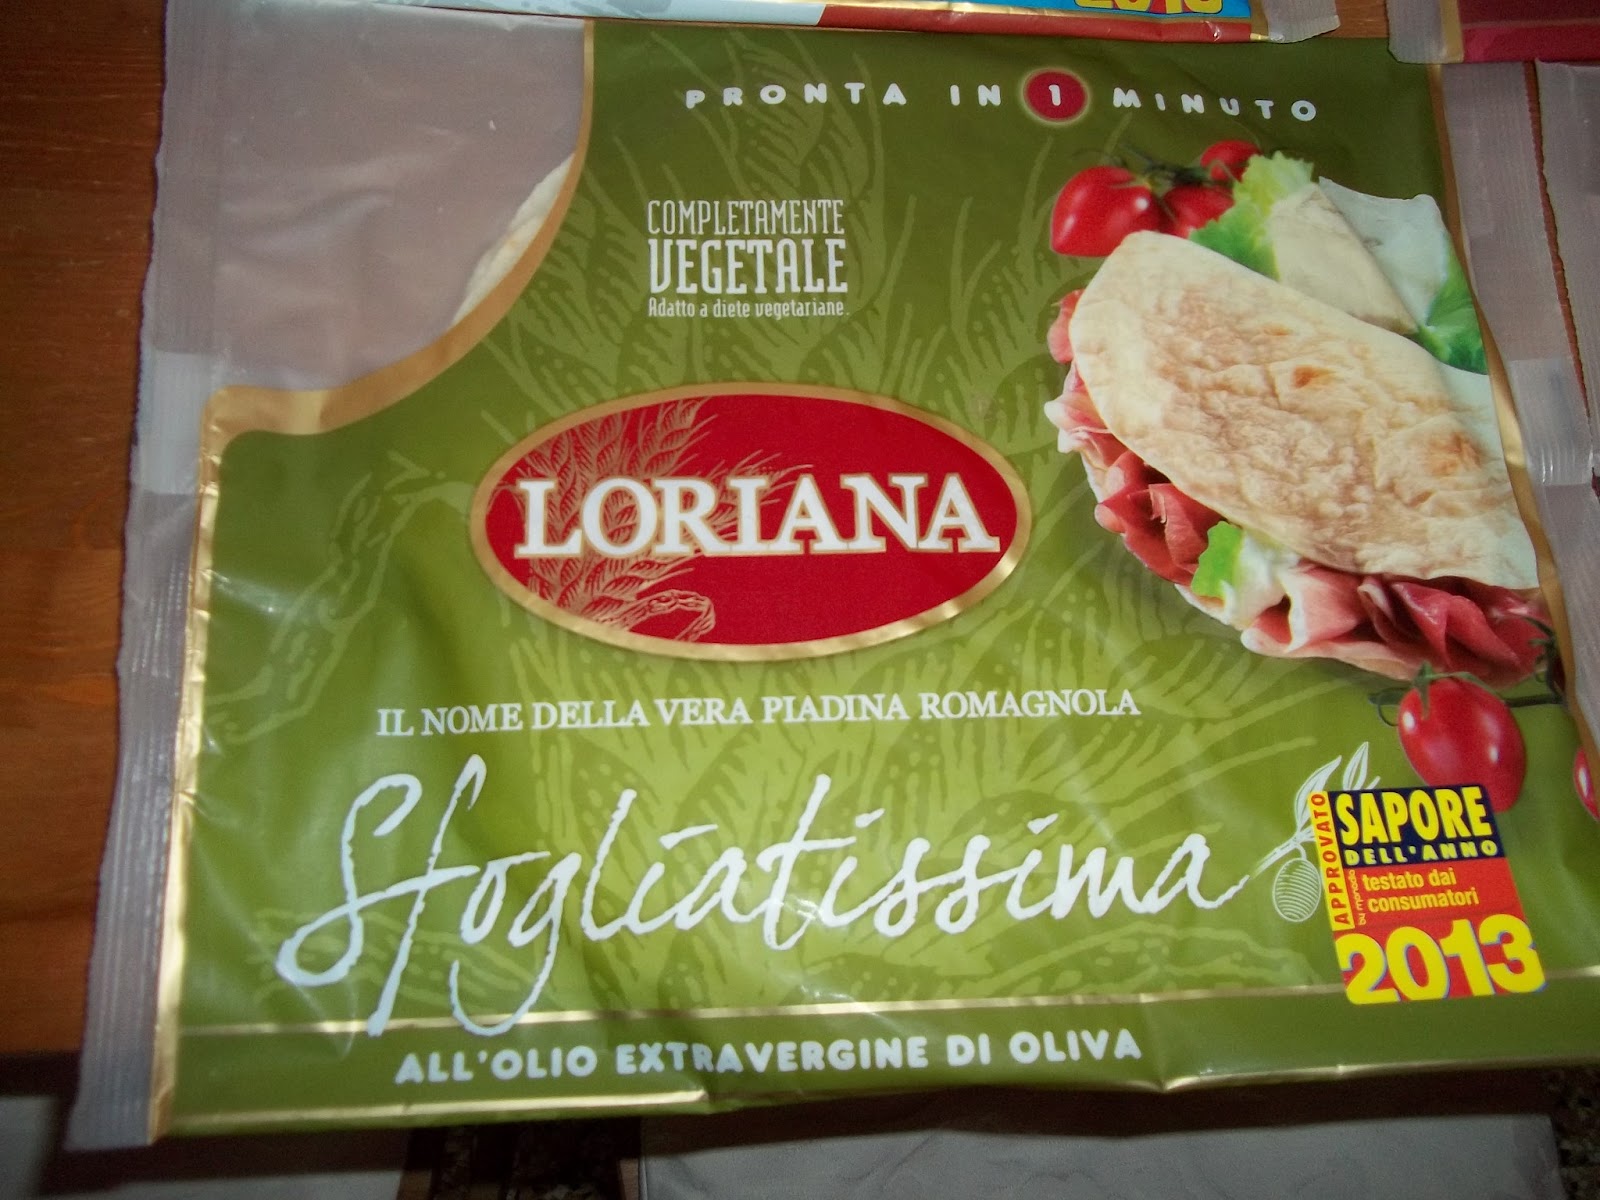 2013
PRONTA IN 1 MINUTO
COMPLETAMENTE
VEGETALE
Adatto a diete vegetariane.
LORIANA
IL NOME DELLA VERA PIADINA ROMAGNOLA
Sfogliatissima
ALL'OLIO EXTRAVERGINE DI OLIVA
APPROVATO
SAPORE
DELL'ANNO
testato dai
consumatori
2013